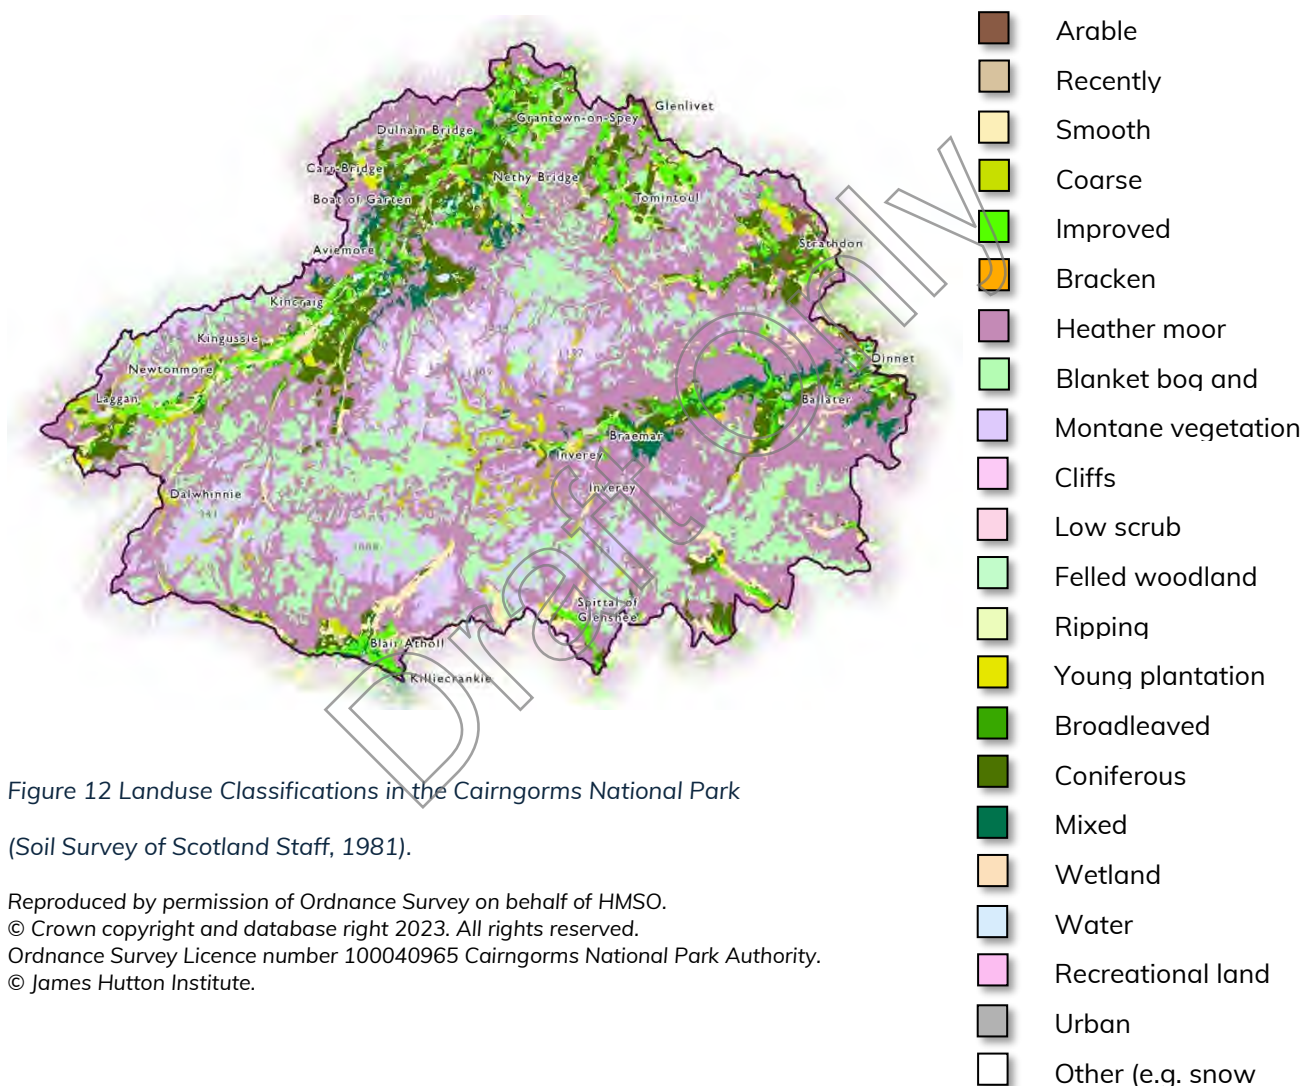 Glenlivet
Grantown-on-Spey
Dulnain Bridge
Carr-Bridge
Nethy Bridge
Boat of Garten
Tomintoul
Strathdon
Aviemore
Kincraig
Kingussie
Newtonmore
Dinnet
Laggan
Ballater
Braemar
Inverey
Inverey
Dalwhinnie
Spittal of
Glenshee
Blair Atholl
Killiecrankie
Draft Only
Arable
Recently
Smooth
Coarse
Improved
Bracken
Heather moor
Blanket bog and
Montane vegetation
Cliffs
Low scrub
Felled woodland
Ripping
Young plantation
Broadleaved
Coniferous
Mixed
Wetland
Water
Recreational land
Urban
Other (e.g. snow
Figure 12 Landuse Classifications in the Cairngorms National Park
(Soil Survey of Scotland Staff, 1981).
Reproduced by permission of Ordnance Survey on behalf of HMSO.
© Crown copyright and database right 2023. All rights reserved.
Ordnance Survey Licence number 100040965 Cairngorms National Park Authority.
© James Hutton Institute.